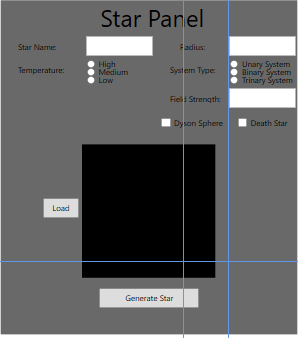 Star Panel
Star Name:
Radius:
Temperature:
High
Medium
Low
System Type:
Unary System
Binary System
Trinary System
Field Strength:
Dyson Sphere
Death Star
Load
Generate Star